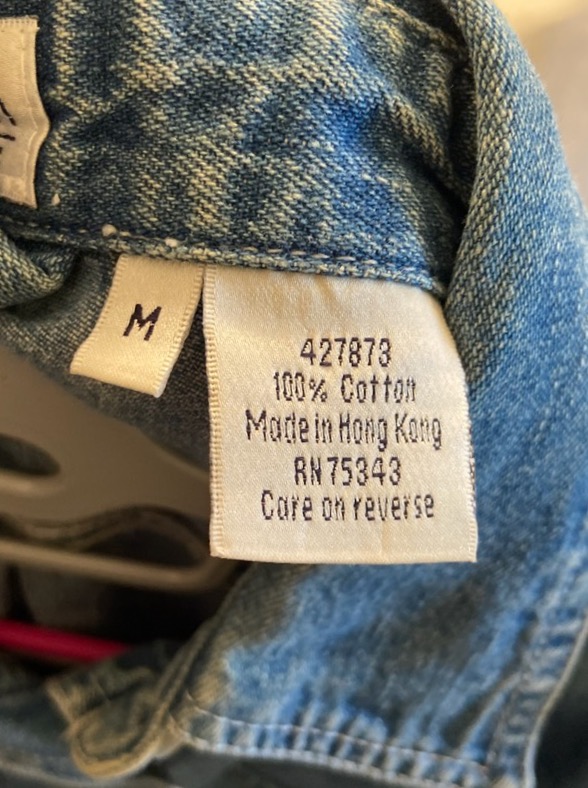 M
427873
100% Cotton
Made in Hong Kong
RN75343
Care on reverse